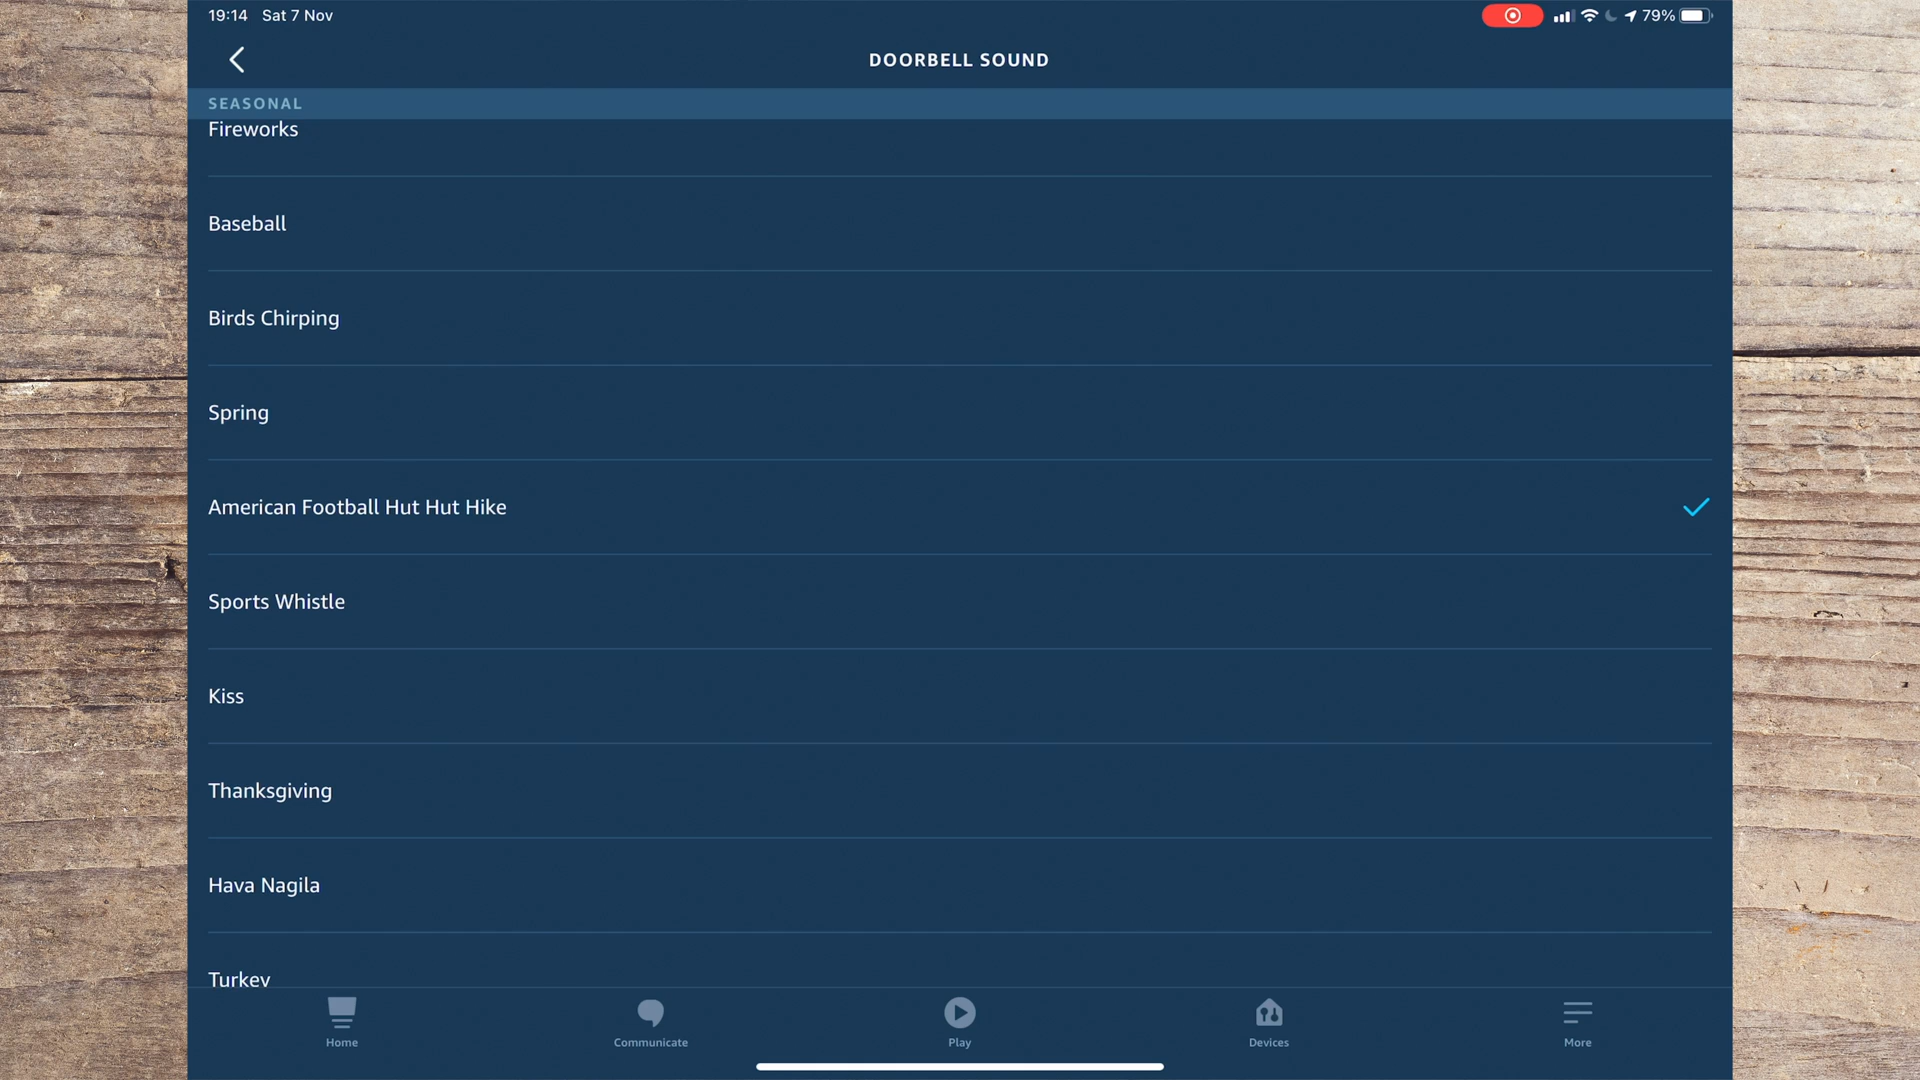 19:14 Sat 7 Nov
79%
DOORBELL SOUND
SEASONAL
Fireworks
Baseball
Birds Chirping
Spring
American Football Hut Hut Hike
Sports Whistle
Kiss
Thanksgiving
Hava Nagila
Turkey
Home
Communicate
Play
Devices
More